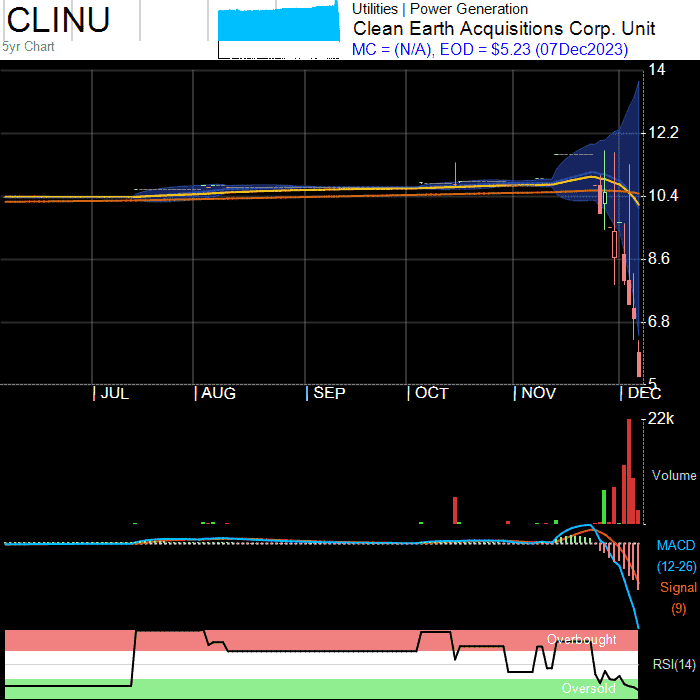 CLINU
5yr Chart
Utilities | Power Generation
Clean Earth Acquisitions Corp. Unit
MC = (N/A), EOD = $5.23 (07Dec2023)
14
12.2
10.4
8.6
6.8
5
JUL AUG SEP OCT NOV DEC
22k
Volume
MACD
(12-26)
Signal
(9)
Overbought
RSI(14)
Oversold